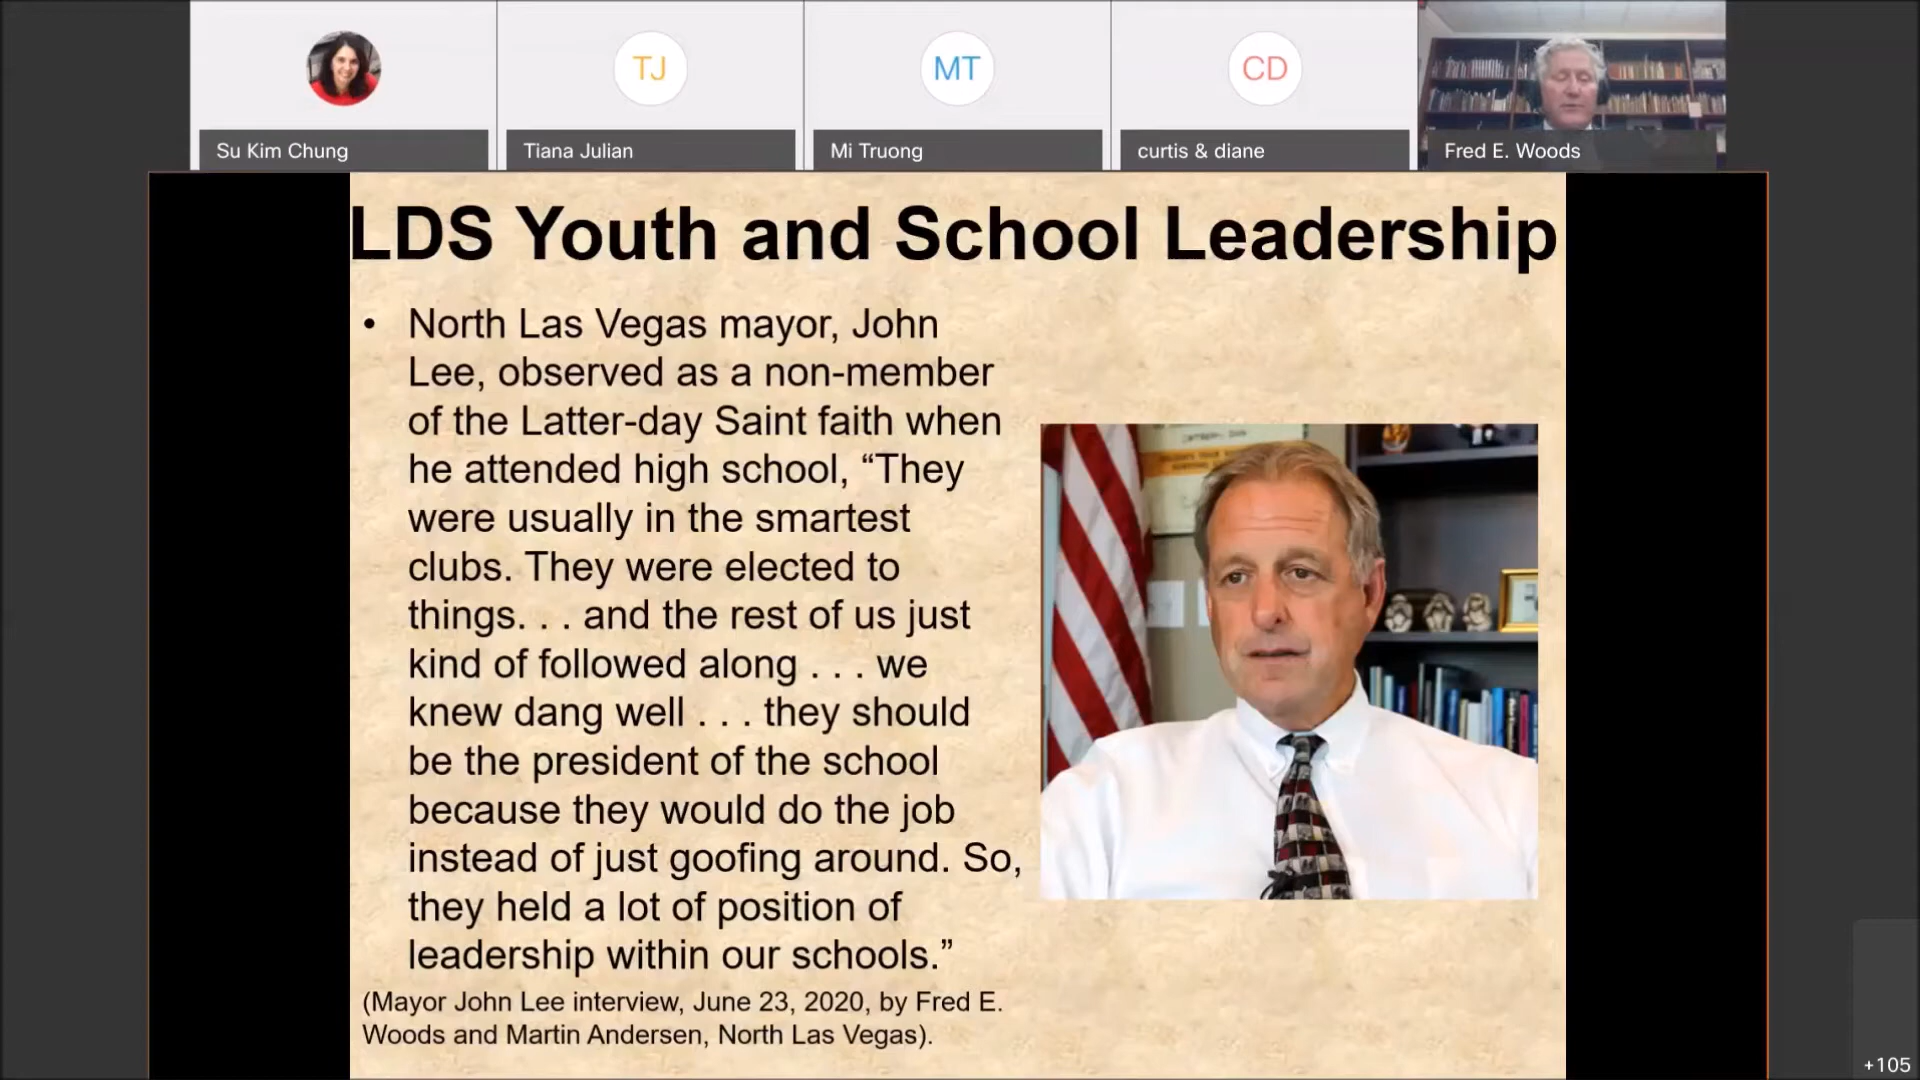 TJ
MT
CD
Su Kim Chung
Tiana Julian
Mi Truong
curtis & diane
Fred E. Woods
LDS Youth and School Leadership
• North Las Vegas mayor, John
Lee, observed as a non-member
of the Latter-day Saint faith when
he attended high school, “They
were usually in the smartest
clubs. They were elected to
things. . . and the rest of us just
kind of followed along . . . we
knew dang well . . . they should
be the president of the school
because they would do the job
instead of just goofing around. So,
they held a lot of position of
leadership within our schools.”
(Mayor John Lee interview, June 23, 2020, by Fred E.
Woods and Martin Andersen, North Las Vegas).
+105